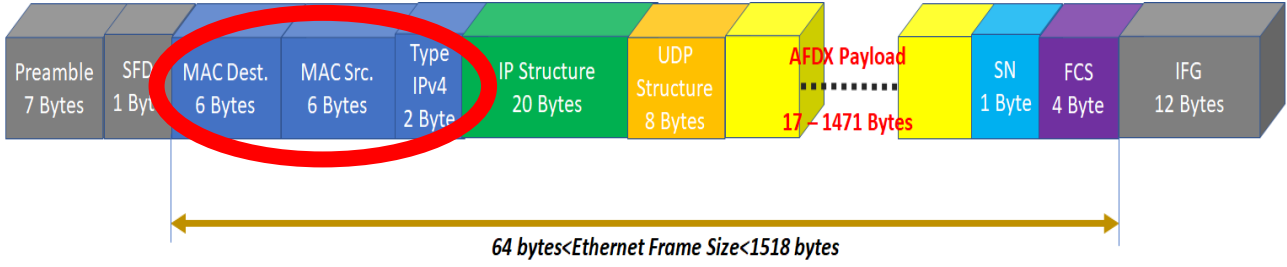 Preamble
7 Bytes
SFD
1 Byt
MAC Dest.
6 Bytes
MAC Src.
6 Bytes
Type
IPv4
2 Byte
IP Structure
20 Bytes
UDP
Structure
8 Bytes
AFDX Payload
17 – 1471 Bytes
SN
1 Byte
FCS
4 Byte
IFG
12 Bytes
64 bytes<Ethernet Frame Size<1518 bytes